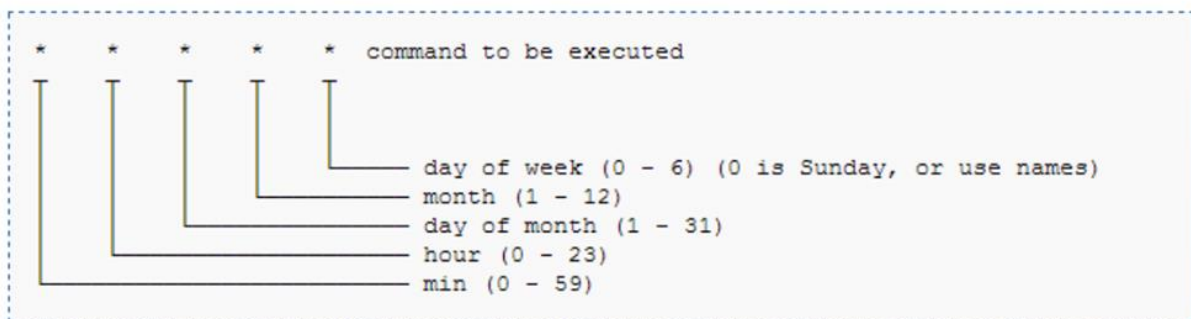 * * * * * command to be executed
day of week (0 - 6) (0 is Sunday, or use names)
month (1 - 12)
day of month (1 - 31)
hour (0 - 23)
min (0 - 59)